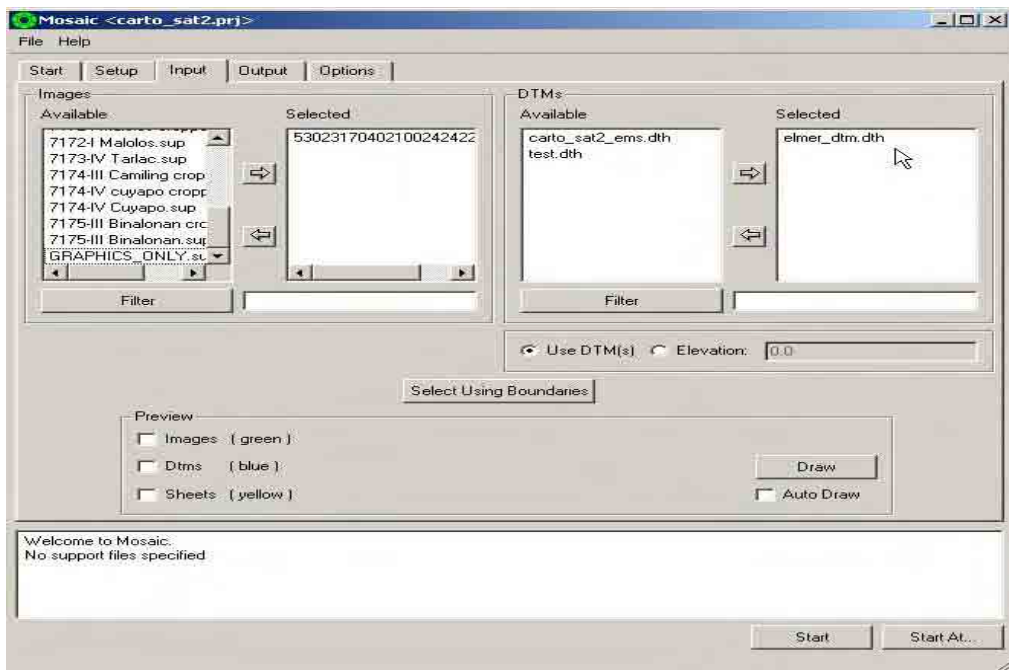 Mosaic <carto_sat2.prj>
File Help
Start Setup Input Output Options
Images
Available Selected
7172-I Malolos.sup
7173-IV Tarlac.sup
7174-III Camiling crop
7174-IV cuyapo cropp
7174-IV Cuyapo.sup
7175-III Binalonan crc
7175-III Binalonan.sup
GRAPHICS_ONLY.su
53023170402100242422
Filter
DTMs
Available Selected
carto_sat2_ems.dth
test.dth
elmer_dtm.dth
Filter
Use DTM(s) Elevation: 0.0
Select Using Boundaries
Preview
Images ( green )
Dtms ( blue )
Sheets ( yellow )
Draw
Auto Draw
Welcome to Mosaic.
No support files specified
Start Start At...